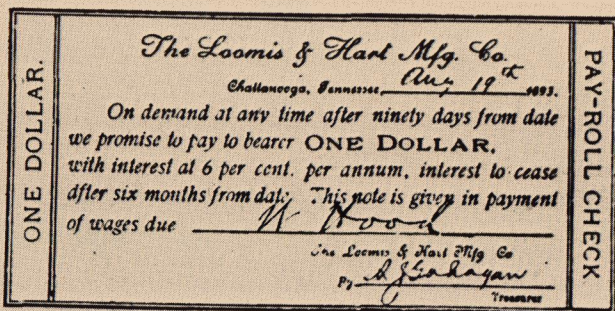 The Loomis & Hart Mfg. Co.
Chattanooga, Tennessee, Aug 19th 1893.
On demand at any time after ninety days from date
we promise to pay to bearer ONE DOLLAR,
with interest at 6 per cent. per annum, interest to cease
after six months from date. This note is given in payment
of wages due W Hood
The Loomis & Hart Mfg Co
Py
Treasurer
ONE DOLLAR.
PAY-ROLL CHECK